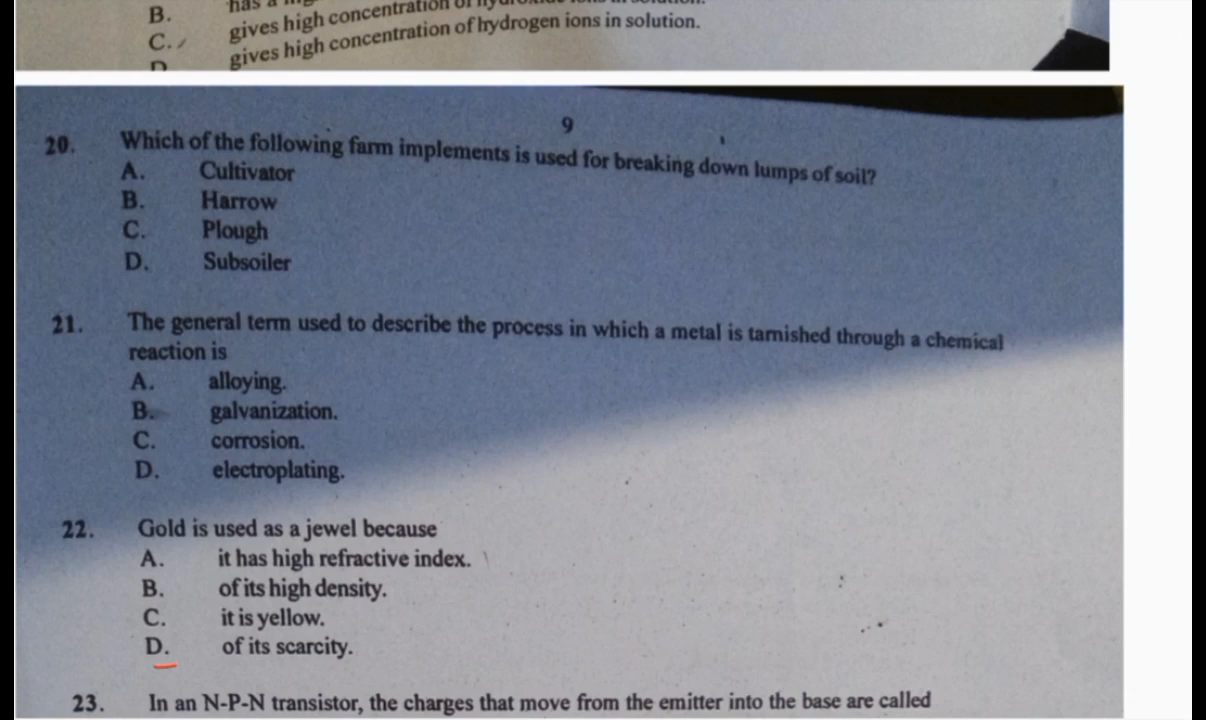 B.
has a
C. gives high concentration of
gives high concentration of hydrogen ions in solution.
9
20. Which of the following farm implements is used for breaking down lumps of soil?
A. Cultivator
B. Harrow
C. Plough
D. Subsoiler
21. The general term used to describe the process in which a metal is tarnished through a chemical
reaction is
A. alloying.
B. galvanization.
C. corrosion.
D. electroplating.
22. Gold is used as a jewel because
A. it has high refractive index.
B. of its high density.
C. it is yellow.
D. of its scarcity.
23. In an N-P-N transistor, the charges that move from the emitter into the base are called